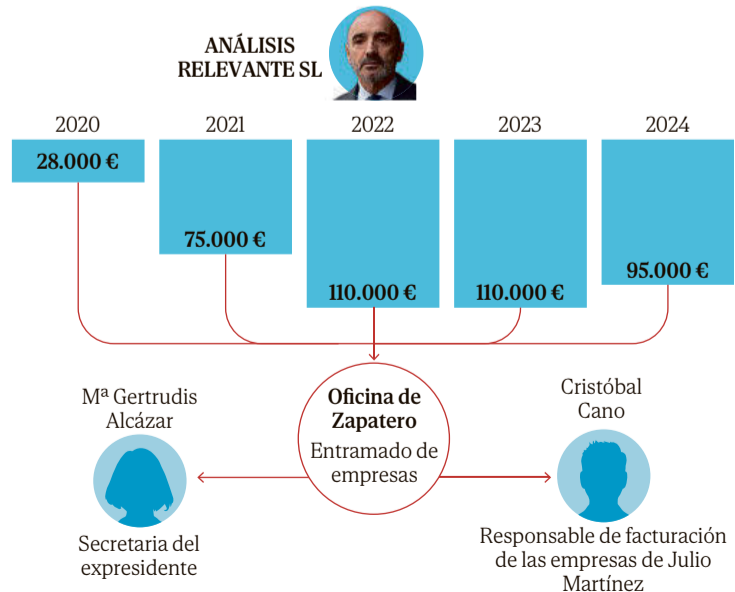 ANÁLISIS
RELEVANTE SL
2020
2021
2022
2023
2024
28.000 €
75.000 €
110.000 €
110.000 €
95.000 €
Mª Gertrudis
Alcázar
Secretaria del
expresidente
Oficina de
Zapatero
Entramado de
empresas
Cristóbal
Cano
Responsable de facturación
de las empresas de Julio
Martínez